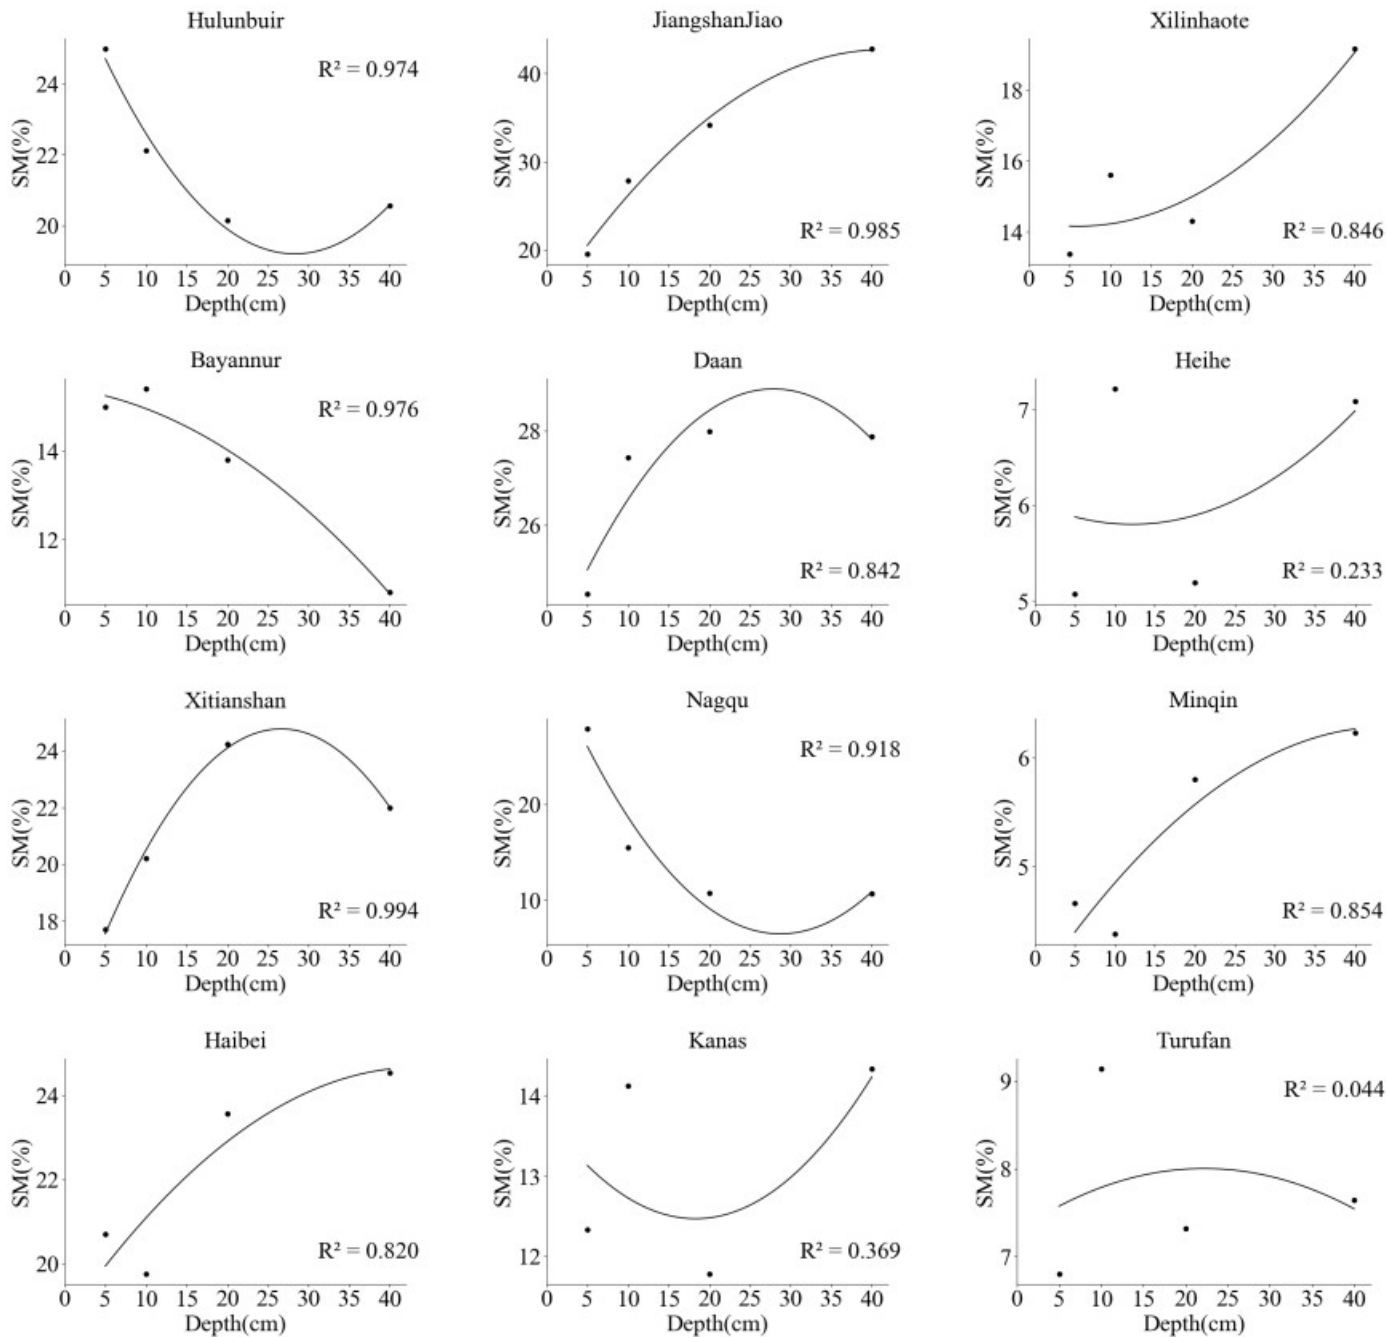 Hulunbuir
R² = 0.974
SM(%)
24
22
20
0 5 10 15 20 25 30 35 40
Depth(cm)
JiangshanJiao
R² = 0.985
SM(%)
40
30
20
0 5 10 15 20 25 30 35 40
Depth(cm)
Xilinhaote
R² = 0.846
SM(%)
18
16
14
0 5 10 15 20 25 30 35 40
Depth(cm)
Bayannur
R² = 0.976
SM(%)
14
12
0 5 10 15 20 25 30 35 40
Depth(cm)
Daan
R² = 0.842
SM(%)
28
26
0 5 10 15 20 25 30 35 40
Depth(cm)
Heihe
R² = 0.233
SM(%)
7
6
5
0 5 10 15 20 25 30 35 40
Depth(cm)
Xitianshan
R² = 0.994
SM(%)
24
22
20
18
0 5 10 15 20 25 30 35 40
Depth(cm)
Nagqu
R² = 0.918
SM(%)
20
10
0 5 10 15 20 25 30 35 40
Depth(cm)
Minqin
R² = 0.854
SM(%)
6
5
0 5 10 15 20 25 30 35 40
Depth(cm)
Haibei
R² = 0.820
SM(%)
24
22
20
0 5 10 15 20 25 30 35 40
Depth(cm)
Kanas
R² = 0.369
SM(%)
14
13
12
0 5 10 15 20 25 30 35 40
Depth(cm)
Turufan
R² = 0.044
SM(%)
9
8
7
0 5 10 15 20 25 30 35 40
Depth(cm)